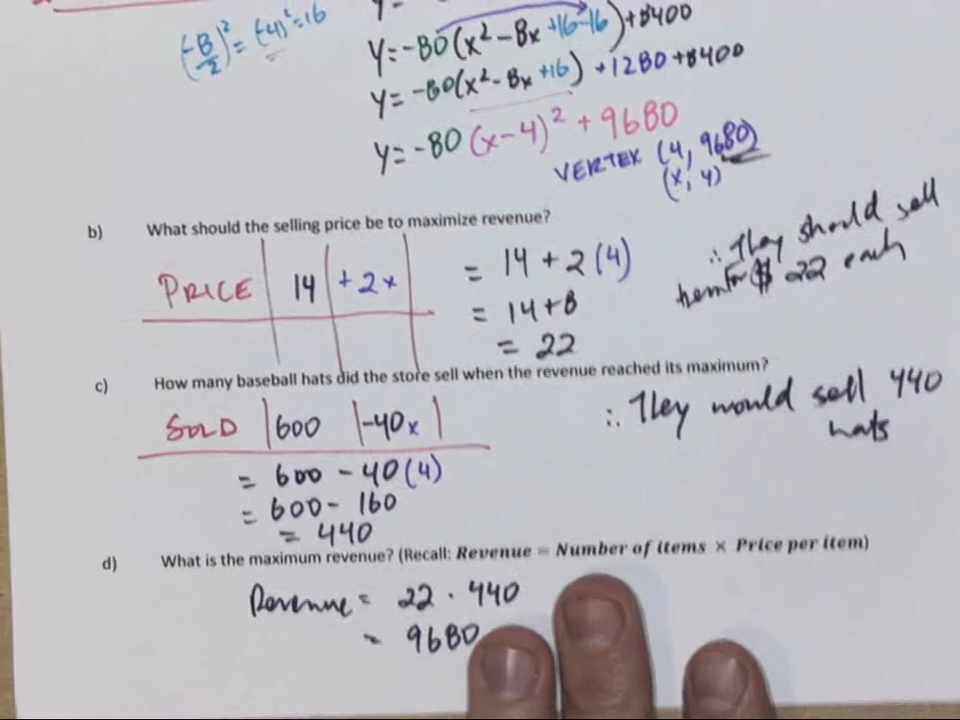 y=
(-8/2)² = (-4)² = 16
y=-80(x²-8x+16-16)+8400
y=-80(x²-8x+16)+1280+8400
y=-80(x-4)²+9680
VERTEX (4, 9680)
(x, y)
b) What should the selling price be to maximize revenue?
PRICE | 14 | +2x |
= 14+2(4)
= 14+8
= 22
∴ They should sell
them for $22 each
c) How many baseball hats did the store sell when the revenue reached its maximum?
SOLD | 600 | -40x |
= 600-40(4)
= 600-160
= 440
∴ They would sell 440
hats
d) What is the maximum revenue? (Recall: Revenue = Number of items × Price per item)
Revenue = 22 · 440
= 9680